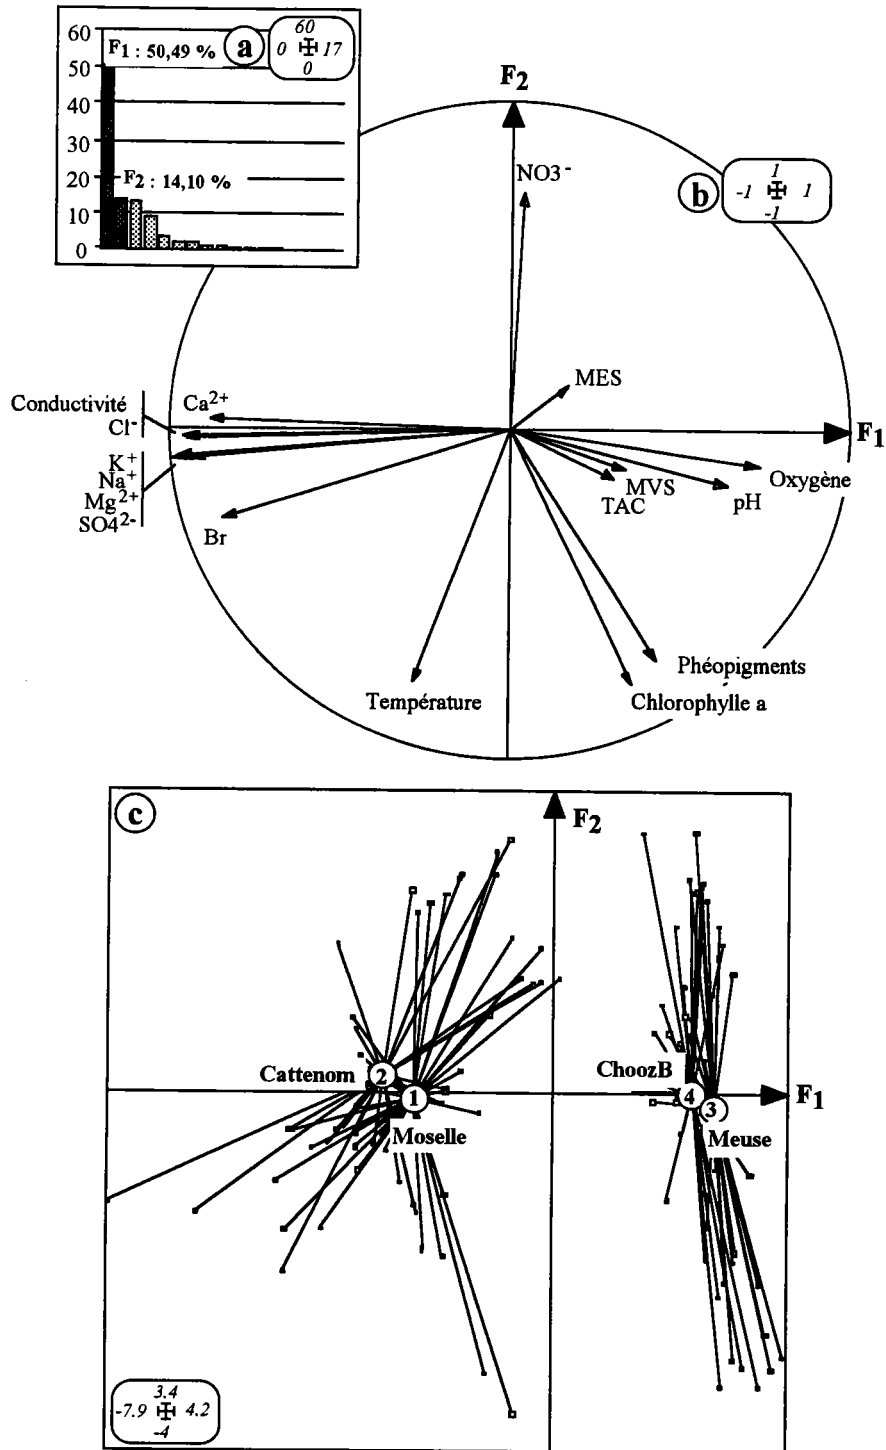 60
50
40
30
20
10
0
F1 : 50,49 %
F2 : 14,10 %
a
60
0 17
0
F2
NO3-
b
1
-1 1
-1
MES
F1
Conductivité
Ca2+
Cl-
K+
Na+
Mg2+
SO42-
Br
Oxygène
MVS
TAC
pH
Température
Phéopigments
Chlorophylle a
c
F2
Cattenom
2
1
Moselle
ChoozB
4
3
Meuse
F1
3.4
-7.9 4.2
-4